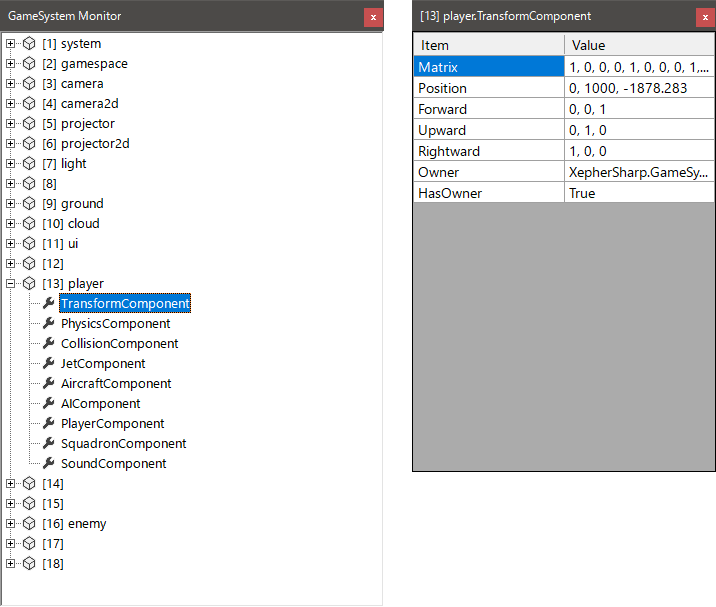 GameSystem Monitor
[1] system
[2] gamespace
[3] camera
[4] camera2d
[5] projector
[6] projector2d
[7] light
[8]
[9] ground
[10] cloud
[11] ui
[12]
[13] player
TransformComponent
PhysicsComponent
CollisionComponent
JetComponent
AircraftComponent
AIComponent
PlayerComponent
SquadronComponent
SoundComponent
[14]
[15]
[16] enemy
[17]
[18]
[13] player.TransformComponent
Item Value
Matrix 1, 0, 0, 0, 1, 0, 0, 0, 1,...
Position 0, 1000, -1878.283
Forward 0, 0, 1
Upward 0, 1, 0
Rightward 1, 0, 0
Owner XepherSharp.GameSy...
HasOwner True